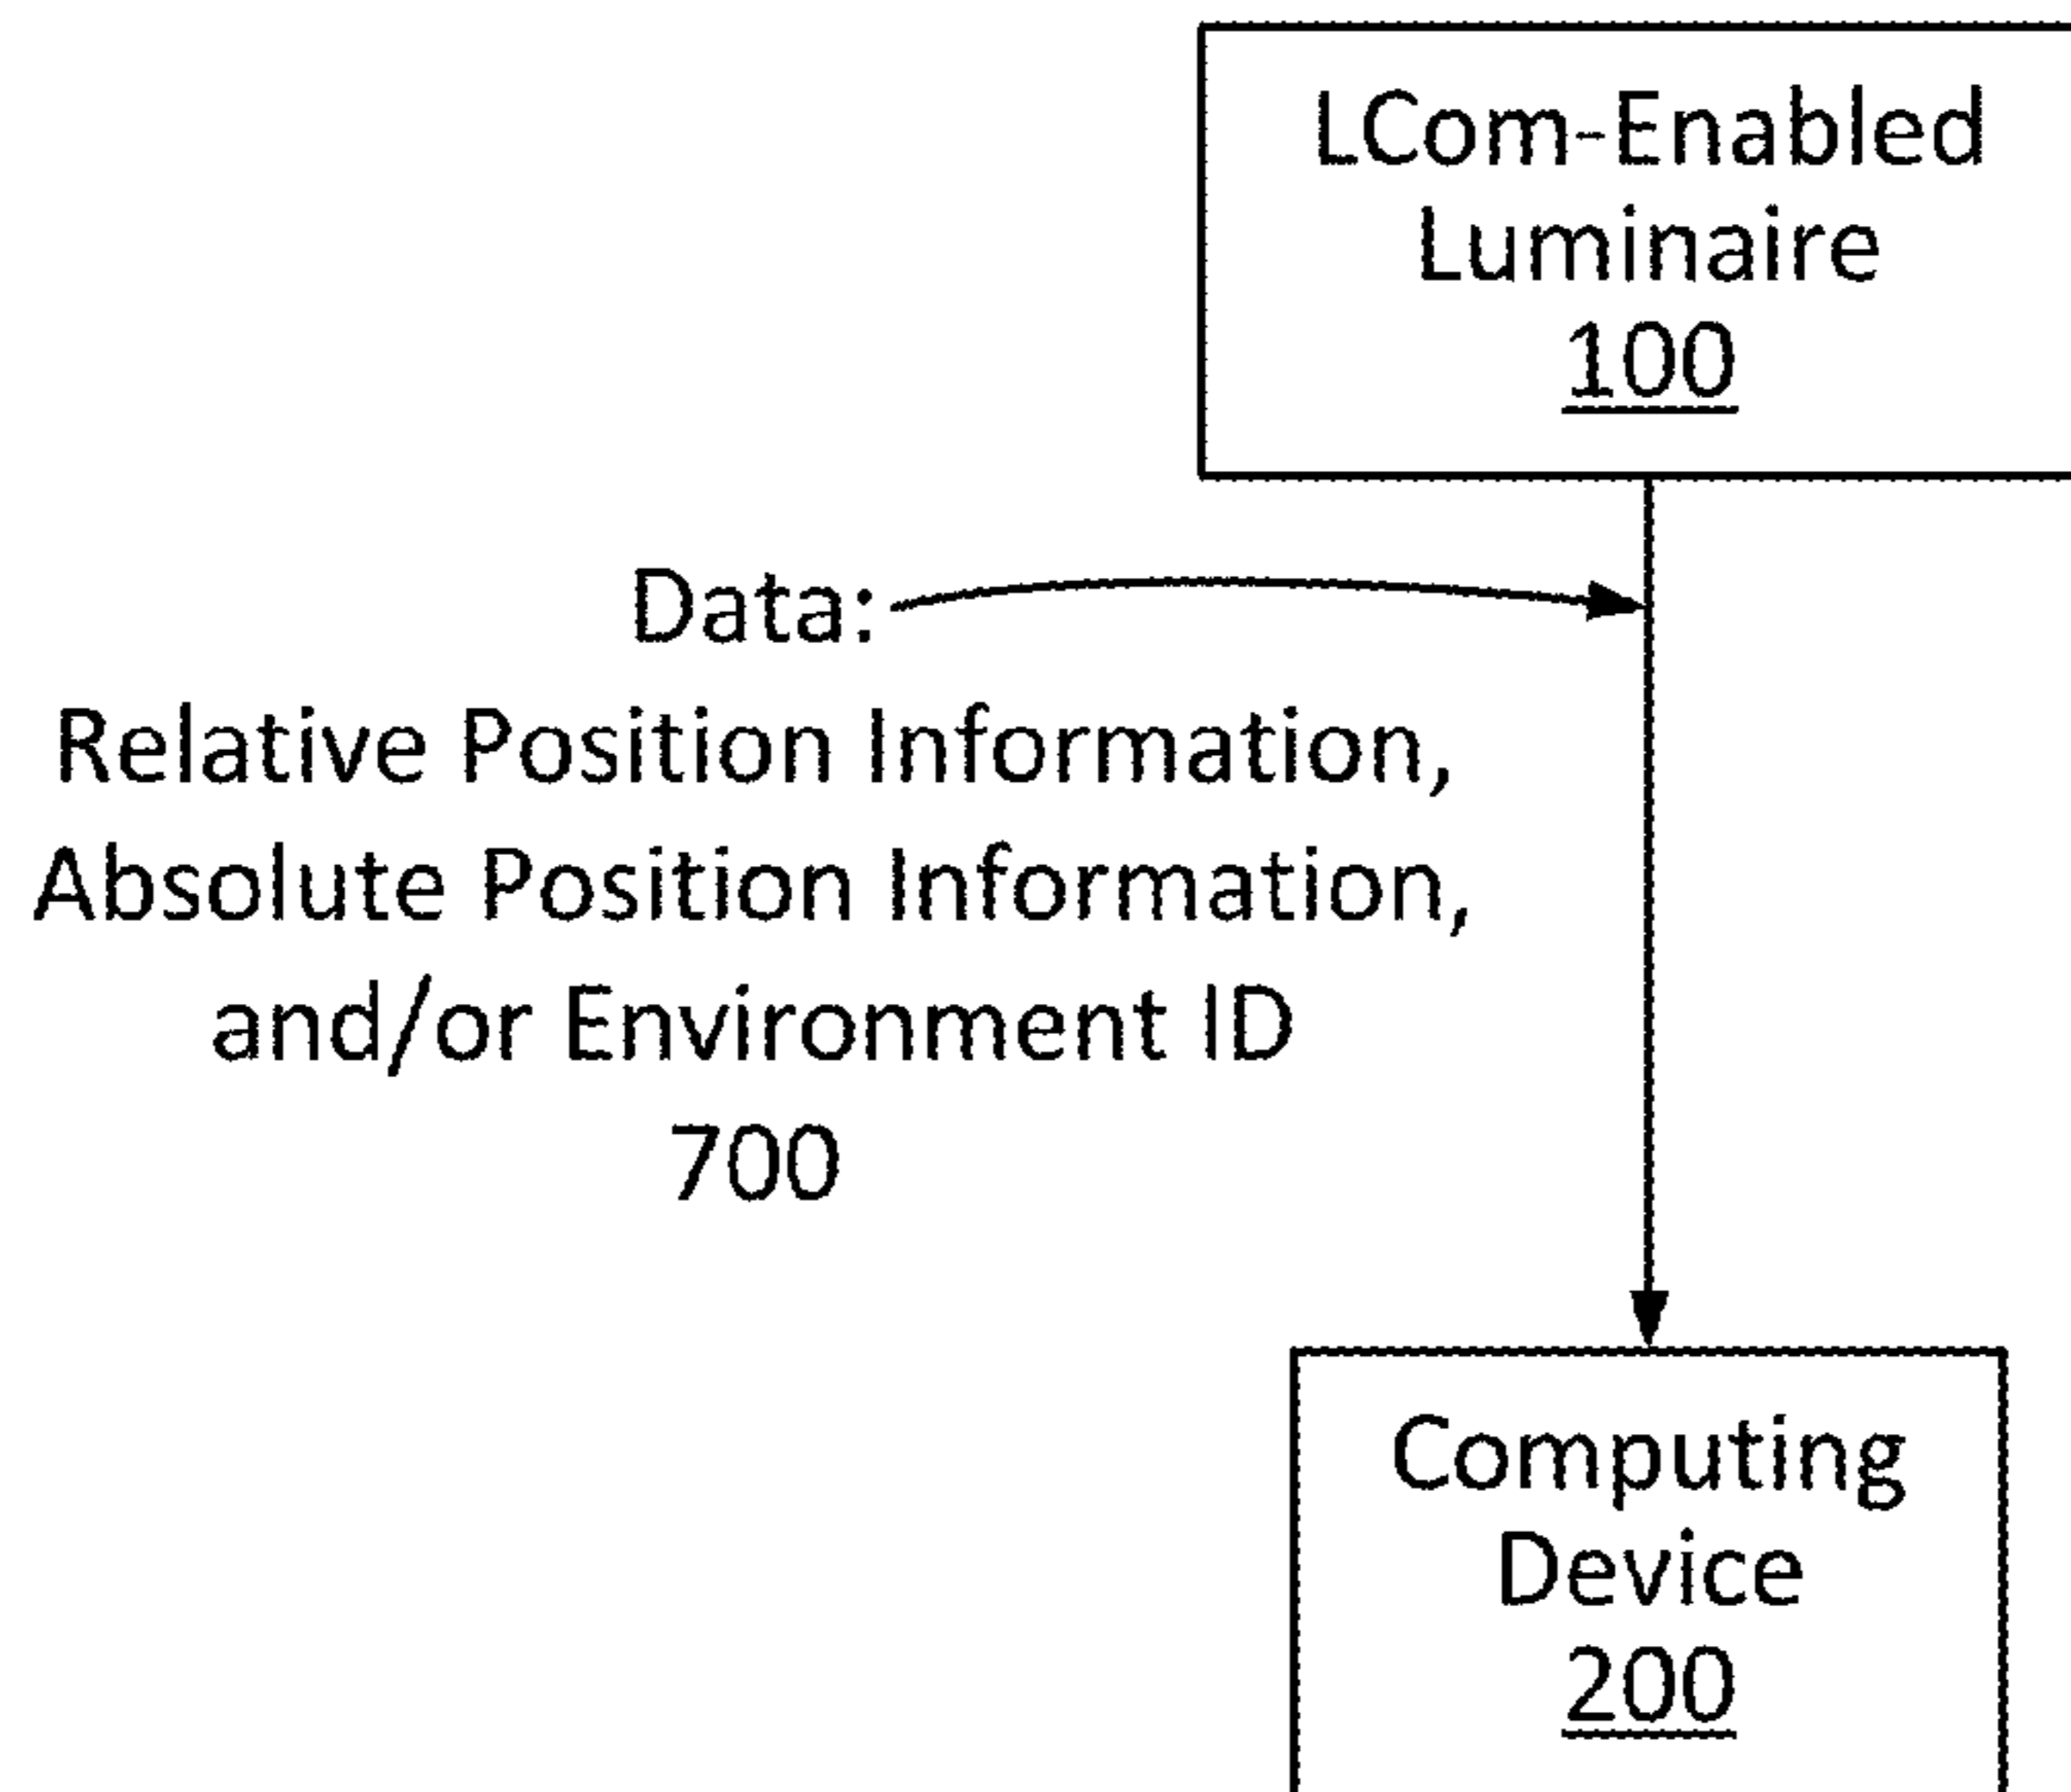 LCom-Enabled
Luminaire
100
Data:
Relative Position Information,
Absolute Position Information,
and/or Environment ID
700
Computing
Device
200